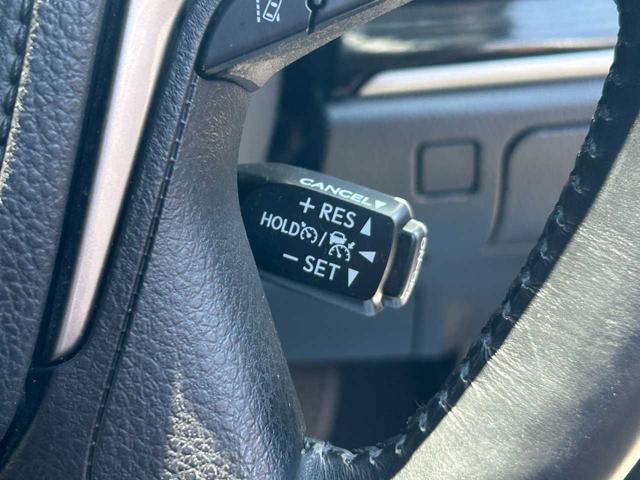 CANCEL▼
+ RES ▲
HOLD /
− SET ▼